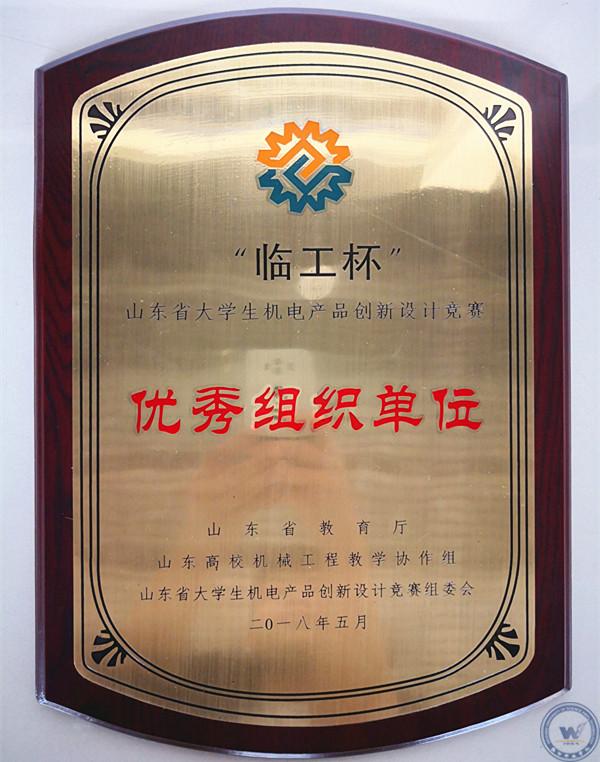 “临工杯”
山东省大学生机电产品创新设计竞赛
优秀组织单位
山东省教育厅
山东高校机械工程教学协作组
山东省大学生机电产品创新设计竞赛组委会
二〇一八年五月
W